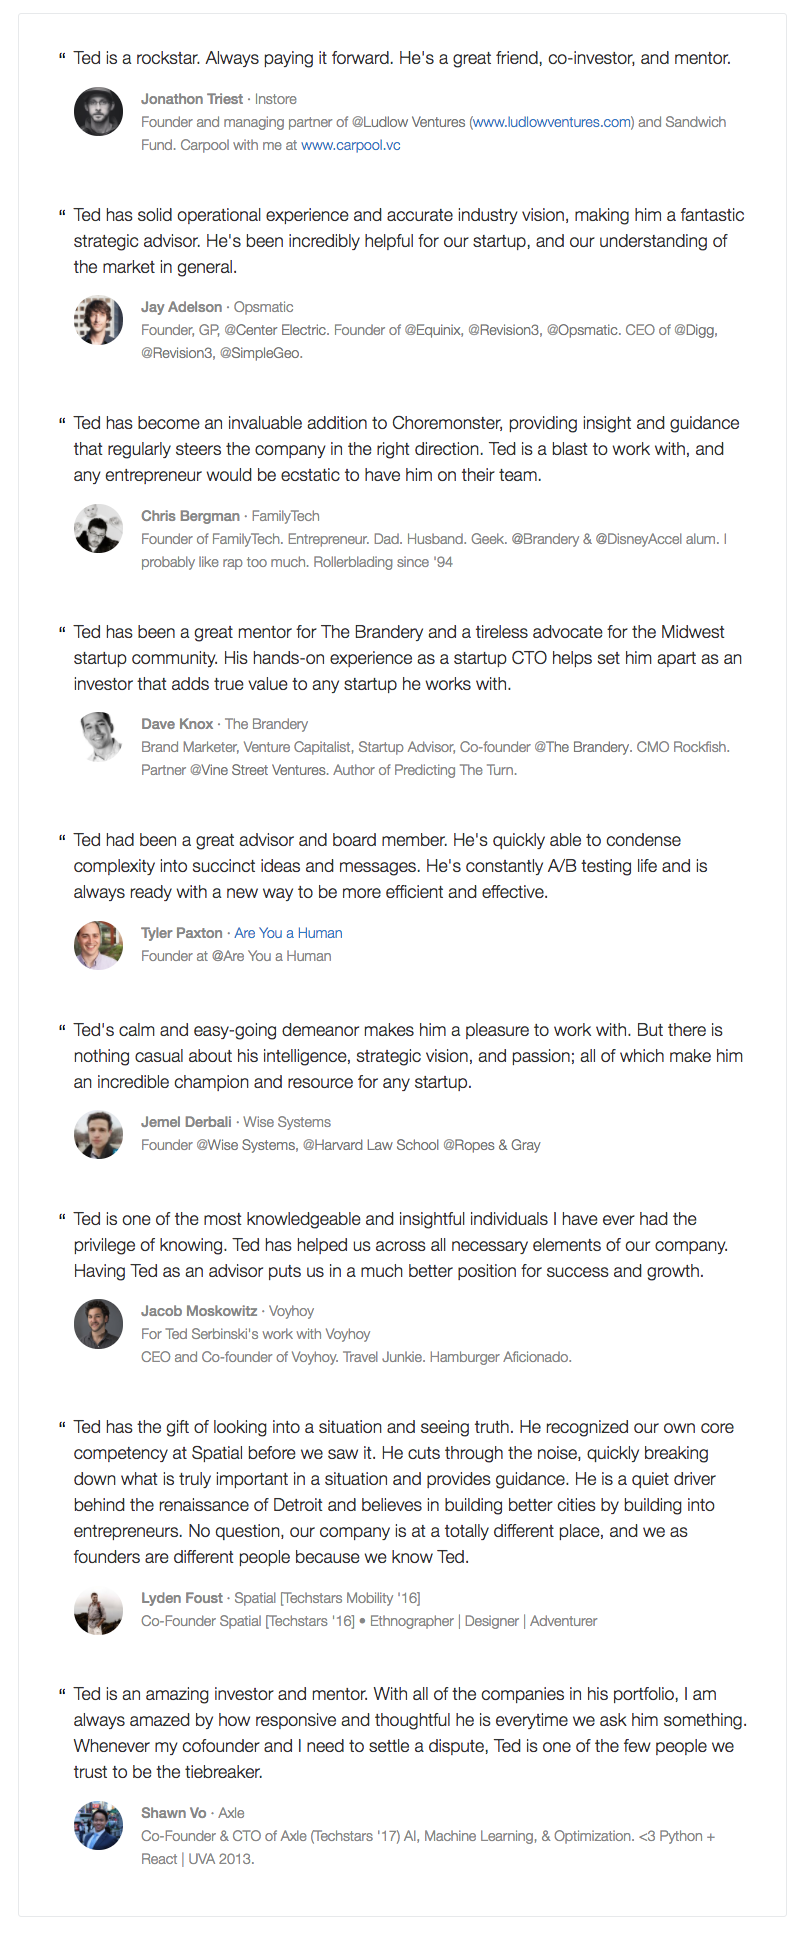 “ Ted is a rockstar. Always paying it forward. He's a great friend, co-investor, and mentor.
Jonathon Triest · Instore
Founder and managing partner of @Ludlow Ventures (www.ludlowventures.com) and Sandwich
Fund. Carpool with me at www.carpool.vc
“ Ted has solid operational experience and accurate industry vision, making him a fantastic
strategic advisor. He's been incredibly helpful for our startup, and our understanding of
the market in general.
Jay Adelson · Opsmatic
Founder, GP, @Center Electric. Founder of @Equinix, @Revision3, @Opsmatic. CEO of @Digg,
@Revision3, @SimpleGeo.
“ Ted has become an invaluable addition to Choremonster, providing insight and guidance
that regularly steers the company in the right direction. Ted is a blast to work with, and
any entrepreneur would be ecstatic to have him on their team.
Chris Bergman · FamilyTech
Founder of FamilyTech. Entrepreneur. Dad. Husband. Geek. @Brandery & @DisneyAccel alum. I
probably like rap too much. Rollerblading since '94
“ Ted has been a great mentor for The Brandery and a tireless advocate for the Midwest
startup community. His hands-on experience as a startup CTO helps set him apart as an
investor that adds true value to any startup he works with.
Dave Knox · The Brandery
Brand Marketer, Venture Capitalist, Startup Advisor, Co-founder @The Brandery. CMO Rockfish.
Partner @Vine Street Ventures. Author of Predicting The Turn.
“ Ted had been a great advisor and board member. He's quickly able to condense
complexity into succinct ideas and messages. He's constantly A/B testing life and is
always ready with a new way to be more efficient and effective.
Tyler Paxton · Are You a Human
Founder at @Are You a Human
“ Ted's calm and easy-going demeanor makes him a pleasure to work with. But there is
nothing casual about his intelligence, strategic vision, and passion; all of which make him
an incredible champion and resource for any startup.
Jemel Derbali · Wise Systems
Founder @Wise Systems, @Harvard Law School @Ropes & Gray
“ Ted is one of the most knowledgeable and insightful individuals I have ever had the
privilege of knowing. Ted has helped us across all necessary elements of our company.
Having Ted as an advisor puts us in a much better position for success and growth.
Jacob Moskowitz · Voyhoy
For Ted Serbinski's work with Voyhoy
CEO and Co-founder of Voyhoy. Travel Junkie. Hamburger Aficionado.
“ Ted has the gift of looking into a situation and seeing truth. He recognized our own core
competency at Spatial before we saw it. He cuts through the noise, quickly breaking
down what is truly important in a situation and provides guidance. He is a quiet driver
behind the renaissance of Detroit and believes in building better cities by building into
entrepreneurs. No question, our company is at a totally different place, and we as
founders are different people because we know Ted.
Lyden Foust · Spatial [Techstars Mobility '16]
Co-Founder Spatial [Techstars '16] • Ethnographer | Designer | Adventurer
“ Ted is an amazing investor and mentor. With all of the companies in his portfolio, I am
always amazed by how responsive and thoughtful he is everytime we ask him something.
Whenever my cofounder and I need to settle a dispute, Ted is one of the few people we
trust to be the tiebreaker.
Shawn Vo · Axle
Co-Founder & CTO of Axle (Techstars '17) AI, Machine Learning, & Optimization. <3 Python +
React | UVA 2013.